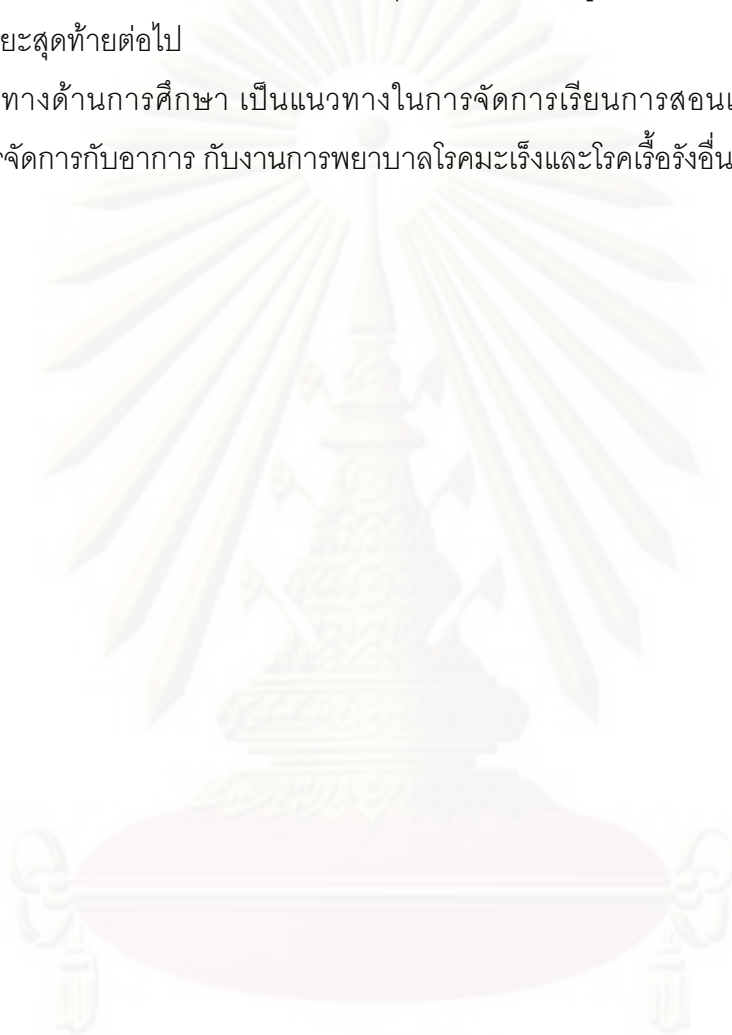 ยะสุดท้ายต่อไป
ทางด้านการศึกษา เป็นแนวทางในการจัดการเรียนการสอน
จัดการกับอาการ กับงานการพยาบาลโรคมะเร็งและโรคเรื้อรังอื่น